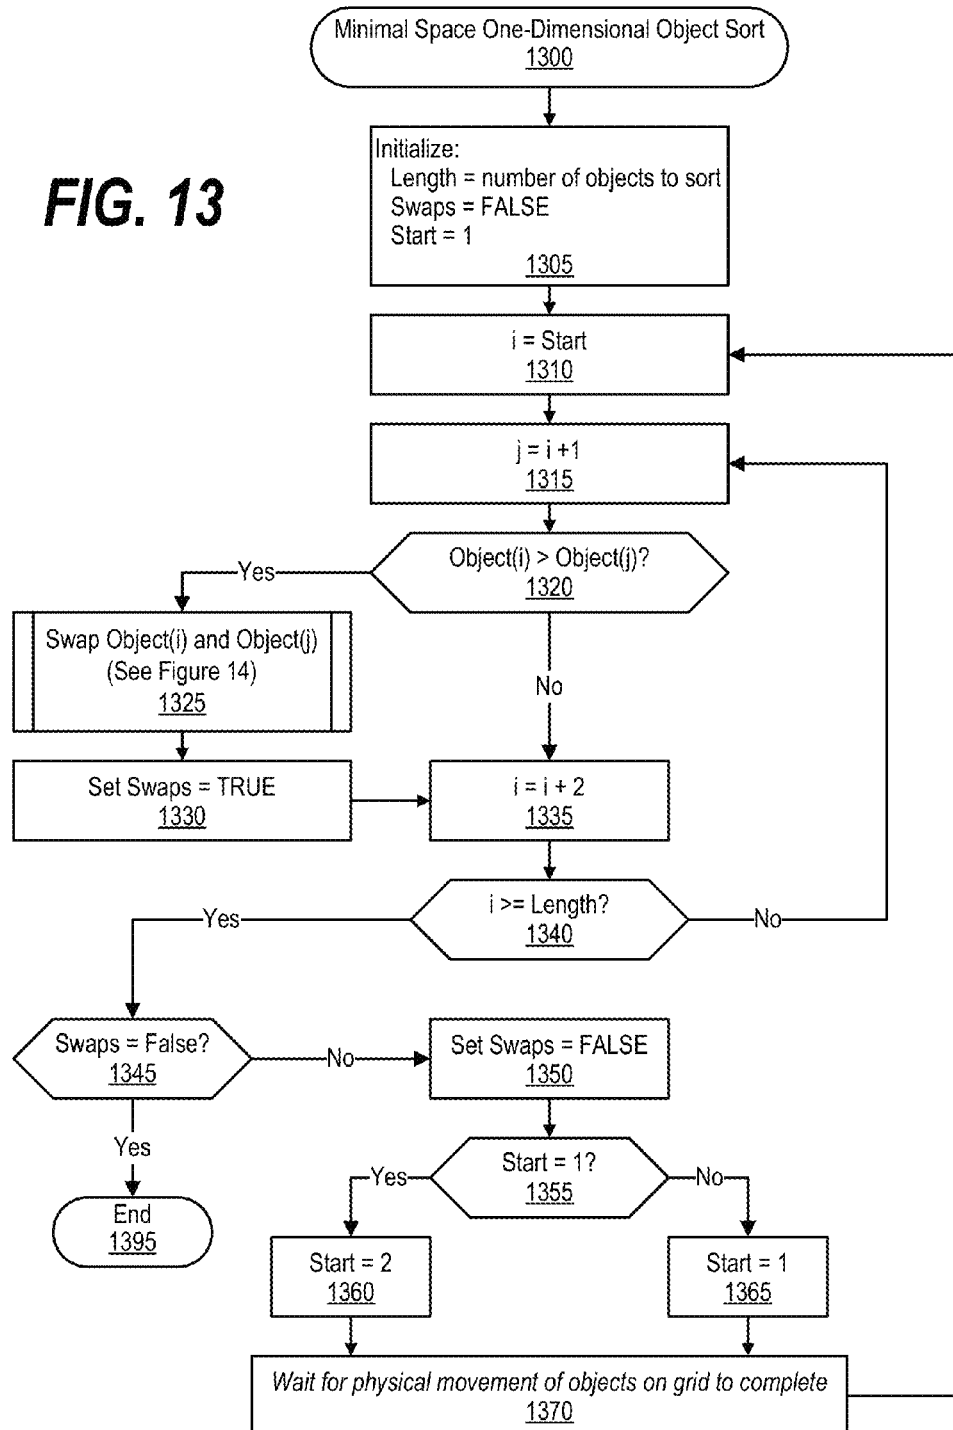 Minimal Space One-Dimensional Object Sort
1300
FIG. 13
Initialize:
Length = number of objects to sort
Swaps = FALSE
Start = 1
1305
i = Start
1310
j = i +1
1315
Object(i) > Object(j)?
1320
Yes
No
Swap Object(i) and Object(j)
(See Figure 14)
1325
Set Swaps = TRUE
1330
i = i + 2
1335
i >= Length?
1340
Yes
No
Swaps = False?
1345
No
Yes
Set Swaps = FALSE
1350
Start = 1?
1355
Yes
No
End
1395
Start = 2
1360
Start = 1
1365
Wait for physical movement of objects on grid to complete
1370